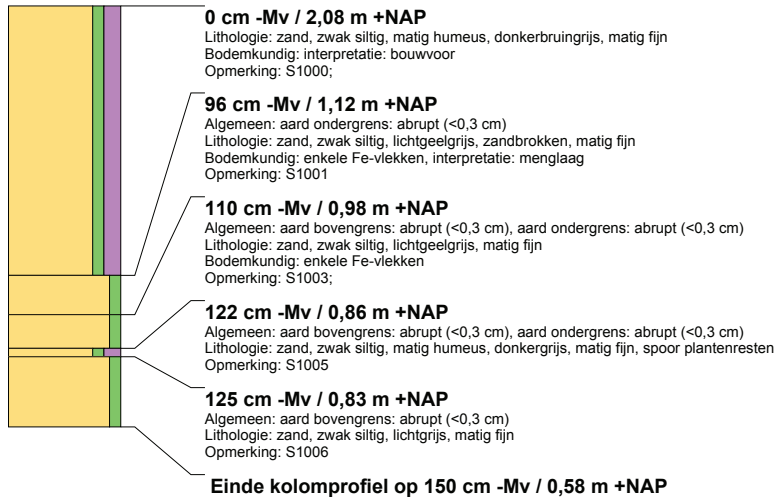 0 cm -Mv / 2,08 m +NAP
Lithologie: zand, zwak siltig, matig humeus, donkerbruingrijs, matig fijn
Bodemkundig: interpretatie: bouwvoor
Opmerking: S1000;
96 cm -Mv / 1,12 m +NAP
Algemeen: aard ondergrens: abrupt (<0,3 cm)
Lithologie: zand, zwak siltig, lichtgeelgrijs, zandbrokken, matig fijn
Bodemkundig: enkele Fe-vlekken, interpretatie: menglaag
Opmerking: S1001
110 cm -Mv / 0,98 m +NAP
Algemeen: aard bovengrens: abrupt (<0,3 cm), aard ondergrens: abrupt (<0,3 cm)
Lithologie: zand, zwak siltig, lichtgeelgrijs, matig fijn
Bodemkundig: enkele Fe-vlekken
Opmerking: S1003;
122 cm -Mv / 0,86 m +NAP
Algemeen: aard bovengrens: abrupt (<0,3 cm), aard ondergrens: abrupt (<0,3 cm)
Lithologie: zand, zwak siltig, matig humeus, donkergrijs, matig fijn, spoor plantenresten
Opmerking: S1005
125 cm -Mv / 0,83 m +NAP
Algemeen: aard bovengrens: abrupt (<0,3 cm)
Lithologie: zand, zwak siltig, lichtgrijs, matig fijn
Opmerking: S1006
Einde kolomprofiel op 150 cm -Mv / 0,58 m +NAP